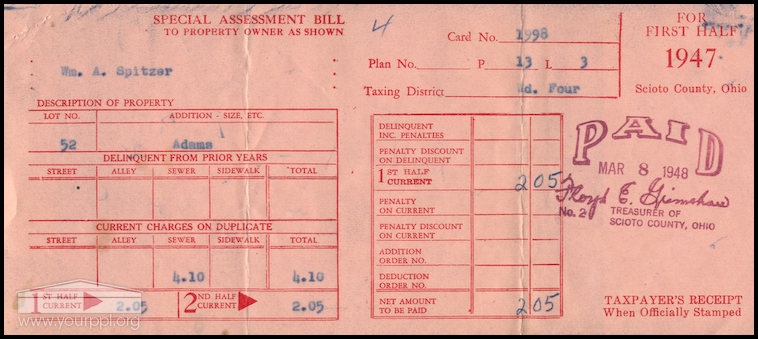 SPECIAL ASSESSMENT BILL
TO PROPERTY OWNER AS SHOWN
4
Card No. 1998
Plan No. P 13 L 3
Taxing District Wd. Four
FOR
FIRST HALF
1947
Scioto County, Ohio
Wm. A. Spitzer
DESCRIPTION OF PROPERTY
LOT NO. ADDITION - SIZE, ETC.
52 Adams
DELINQUENT FROM PRIOR YEARS
STREET ALLEY SEWER SIDEWALK TOTAL
CURRENT CHARGES ON DUPLICATE
STREET ALLEY SEWER SIDEWALK TOTAL
4.10 4.10
1ST HALF CURRENT 2.05 2ND HALF CURRENT 2.05
www.yourppl.org
DELINQUENT
INC. PENALTIES
PENALTY DISCOUNT
ON DELINQUENT
1ST HALF
CURRENT 2 05
PENALTY
ON CURRENT
PENALTY DISCOUNT
ON CURRENT
ADDITION
ORDER NO.
DEDUCTION
ORDER NO.
NET AMOUNT
TO BE PAID 2 05
PAID
MAR 8 1948
Floyd E. Grimshaw
No. 2 TREASURER OF
SCIOTO COUNTY, OHIO
TAXPAYER'S RECEIPT
When Officially Stamped